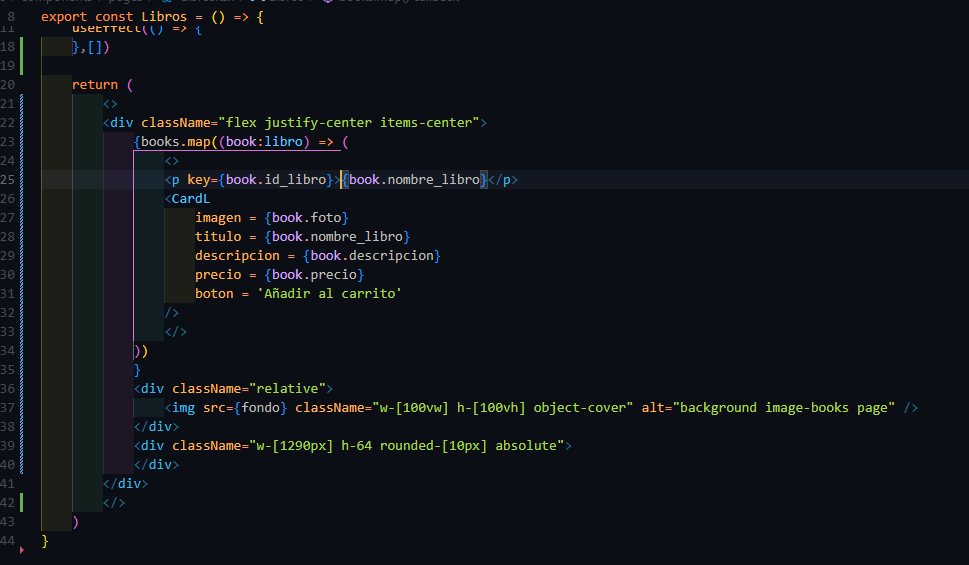 8 export const Libros = () => {
11 useEffect(() => {
18 },[])
19
20 return (
21 <>
22 <div className="flex justify-center items-center">
23 {books.map((book:libro) => (
24 <>
25 <p key={book.id_libro}>{book.nombre_libro}</p>
26 <CardL
27 imagen = {book.foto}
28 titulo = {book.nombre_libro}
29 descripcion = {book.descripcion}
30 precio = {book.precio}
31 boton = 'Añadir al carrito'
32 />
33 </>
34 ))
35 }
36 <div className="relative">
37 <img src={fondo} className="w-[100vw] h-[100vh] object-cover" alt="background image-books page" />
38 </div>
39 <div className="w-[1290px] h-64 rounded-[10px] absolute">
40 </div>
41 </div>
42 </>
43 )
44 }